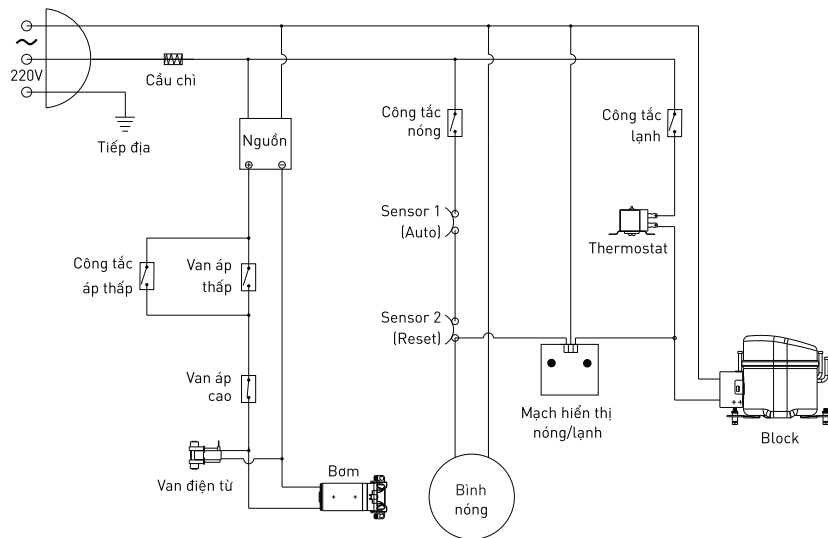 220V
Cầu chì
Tiếp địa
Nguồn
Công tắc
nóng
Công tắc
lạnh
Sensor 1
(Auto)
Thermostat
Công tắc
áp thấp
Van áp
thấp
Sensor 2
(Reset)
Van áp
cao
Mạch hiển thị
nóng/lạnh
Block
Van điện từ
Bơm
Bình
nóng